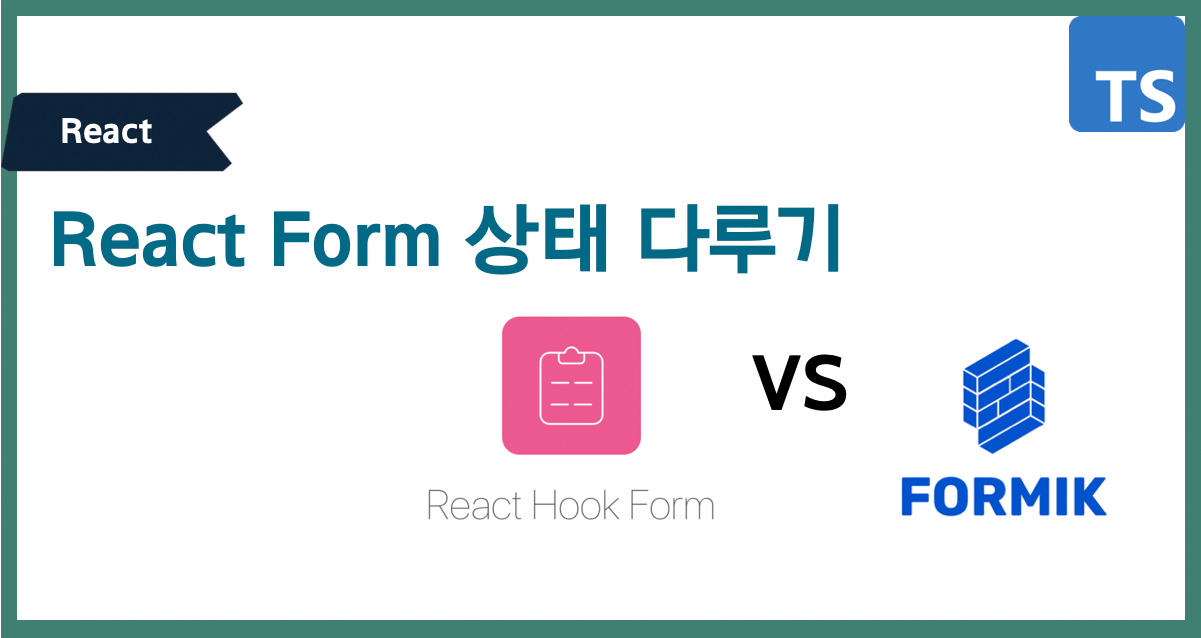 TS
React
React Form 상태 다루기
VS
React Hook Form
FORMIK